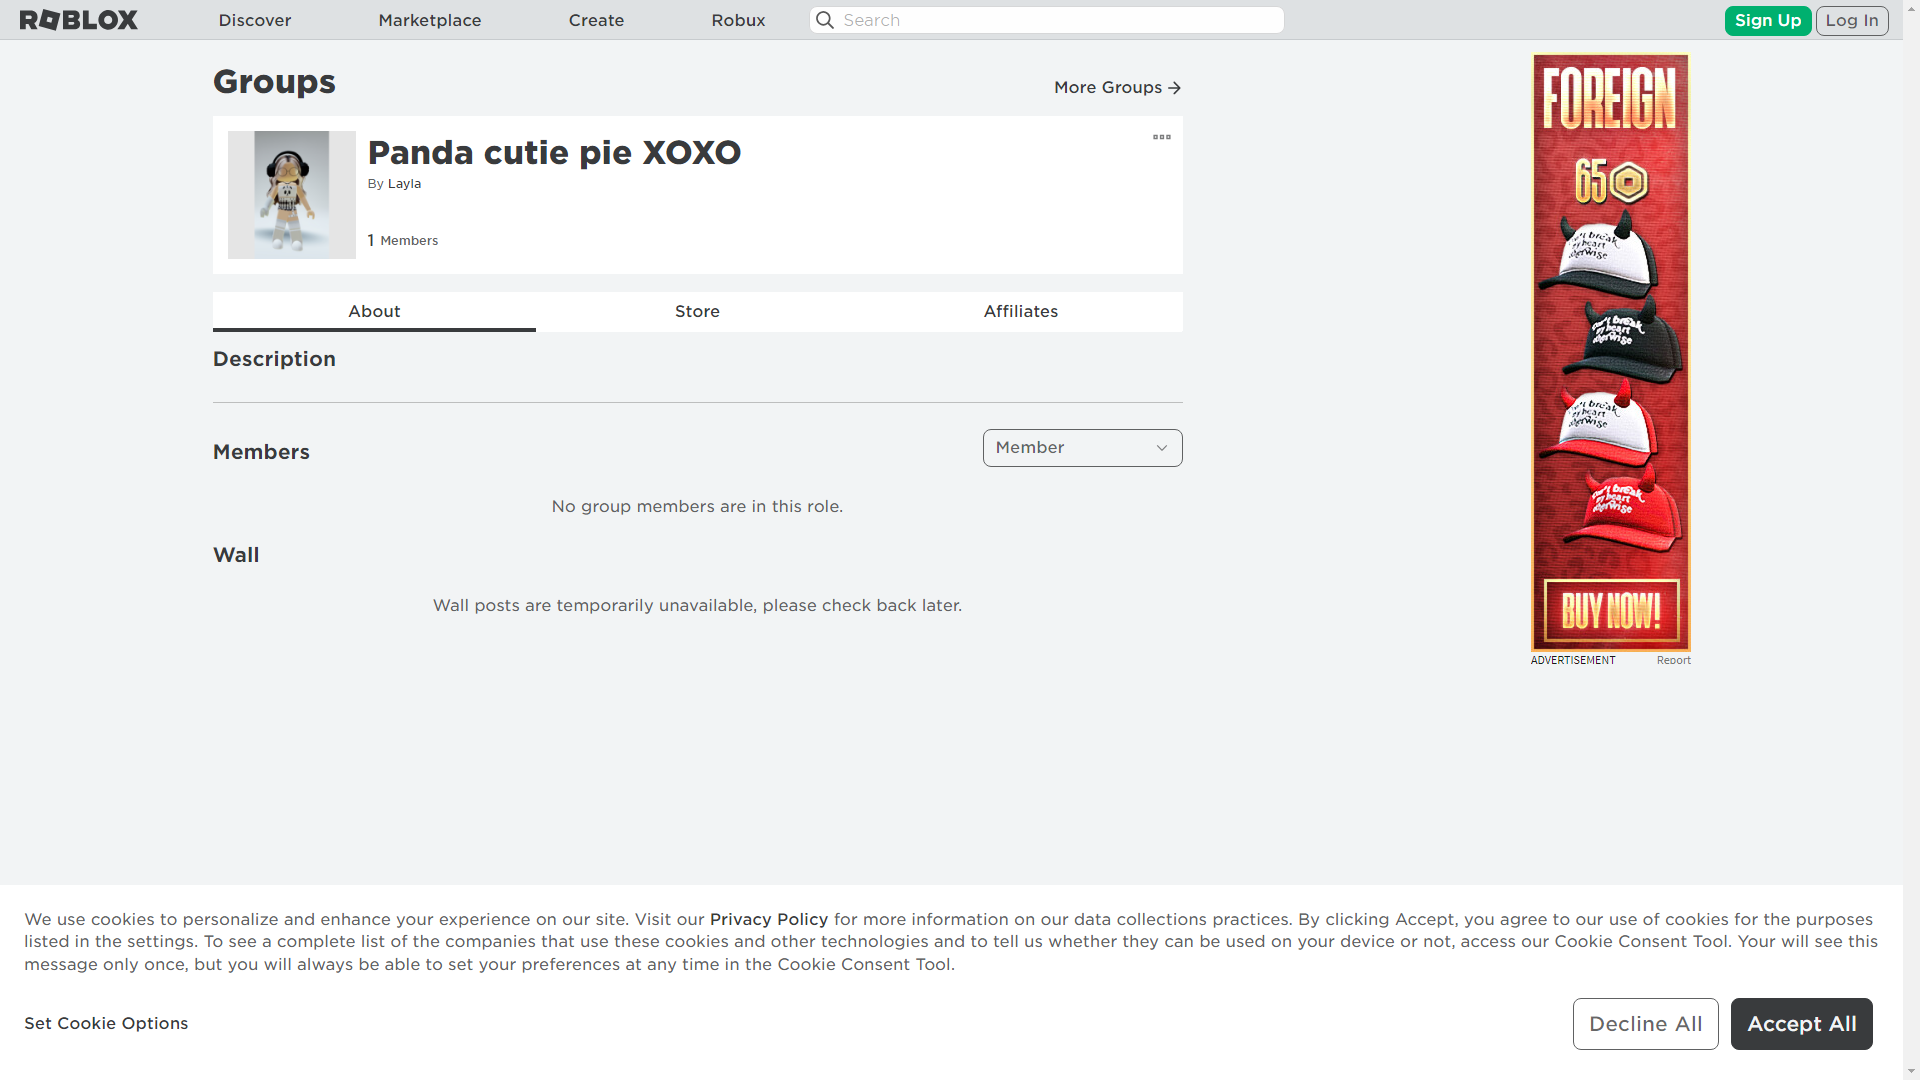 ROBLOX
Discover
Marketplace
Create
Robux
Search
Sign Up
Log In
Groups
More Groups
Panda cutie pie XOXO
By Layla
1 Members
About
Store
Affiliates
Description
Members
Member
No group members are in this role.
Wall
Wall posts are temporarily unavailable, please check back later.
FOREIGN
65
BUY NOW!
ADVERTISEMENT
Report
We use cookies to personalize and enhance your experience on our site. Visit our Privacy Policy for more information on our data collections practices. By clicking Accept, you agree to our use of cookies for the purposes
listed in the settings. To see a complete list of the companies that use these cookies and other technologies and to tell us whether they can be used on your device or not, access our Cookie Consent Tool. Your will see this
message only once, but you will always be able to set your preferences at any time in the Cookie Consent Tool.
Set Cookie Options
Decline All
Accept All